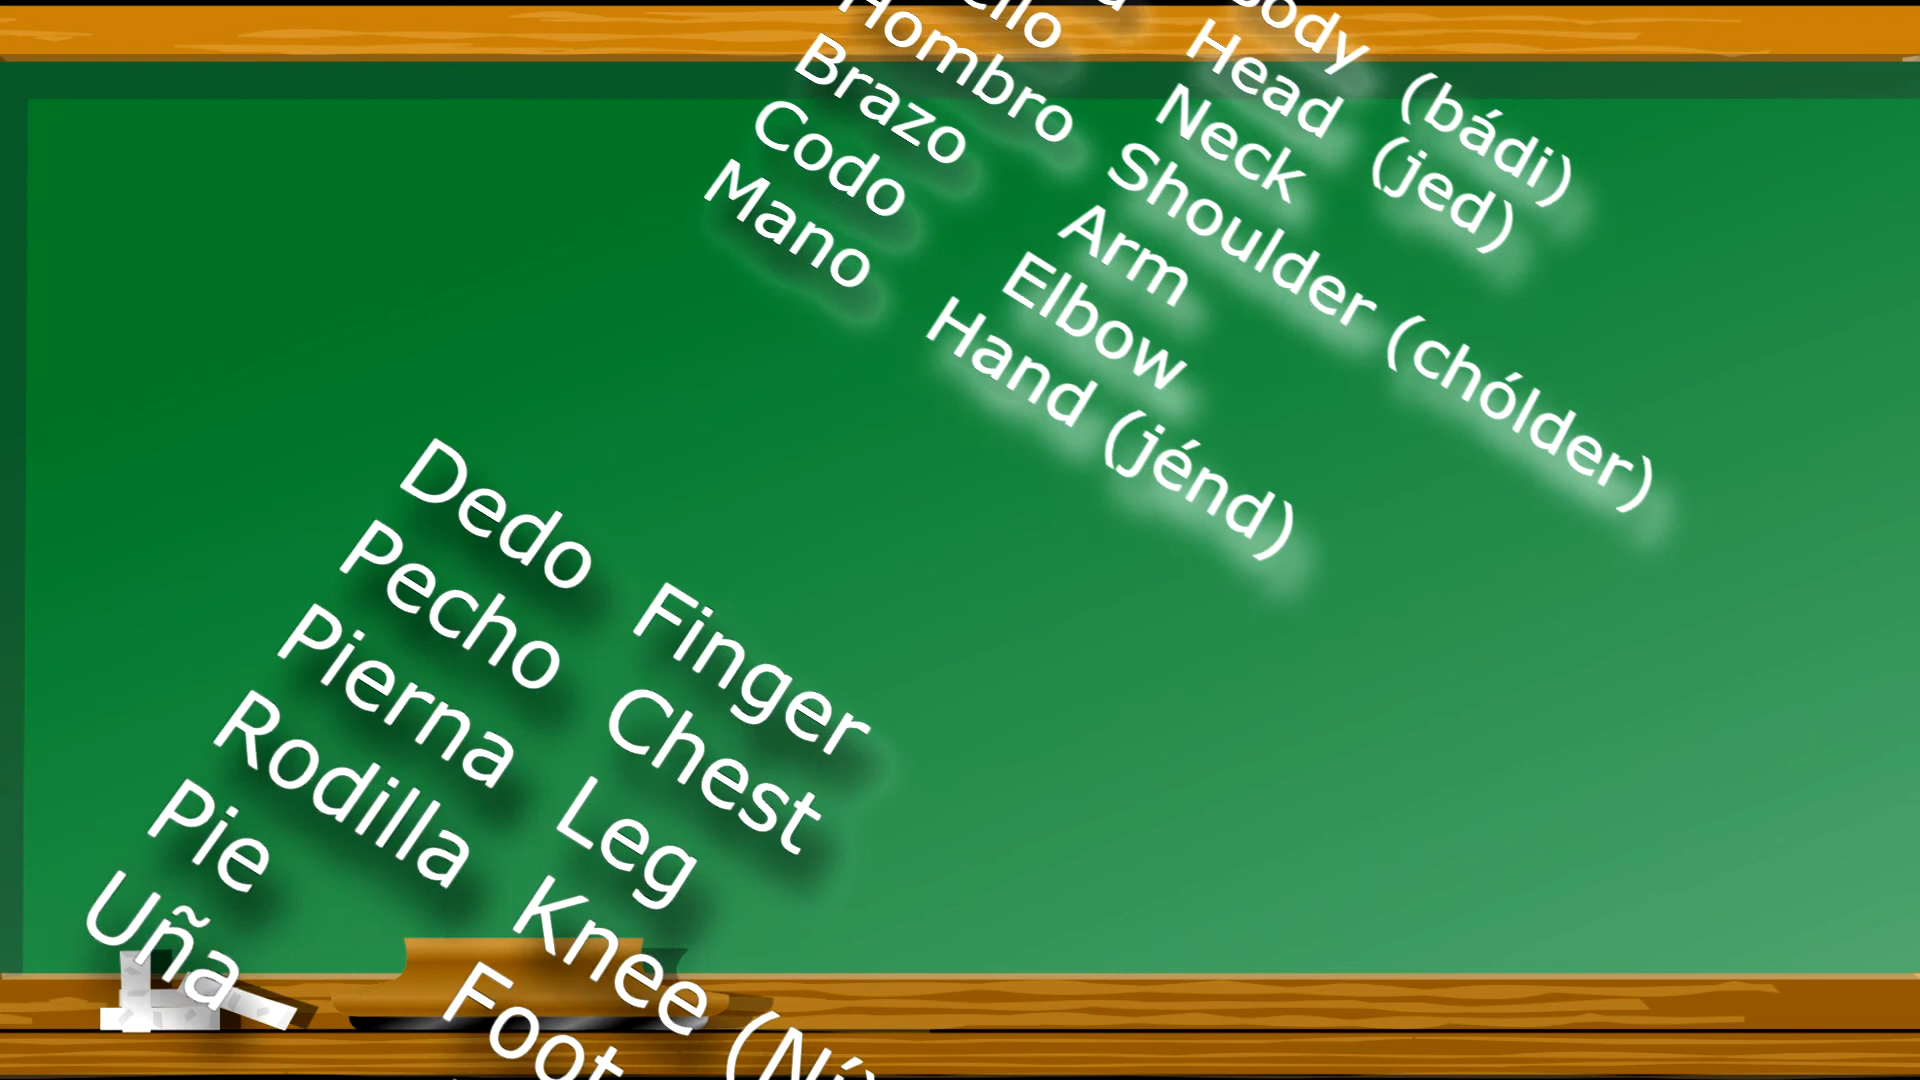 Body (bádi)
Head (jed)
Neck
Hombro Shoulder (chólder)
Brazo Arm
Codo Elbow
Mano Hand (jénd)
Dedo Finger
Pecho Chest
Pierna Leg
Rodilla Knee
Pie Foot
Uña